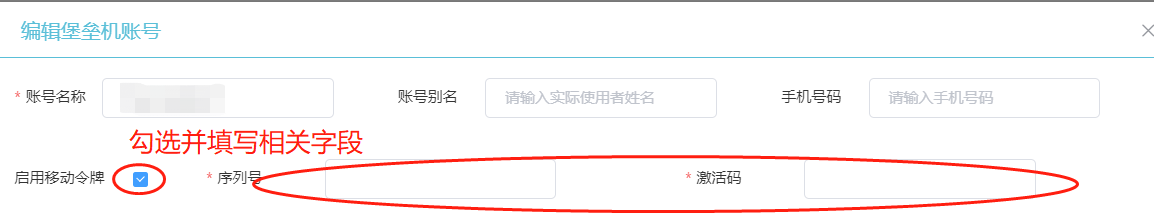 编辑堡垒机账号
* 账号名称 账号别名 请输入实际使用者姓名 手机号码 请输入手机号码
勾选并填写相关字段
启用移动令牌 * 序列号 * 激活码